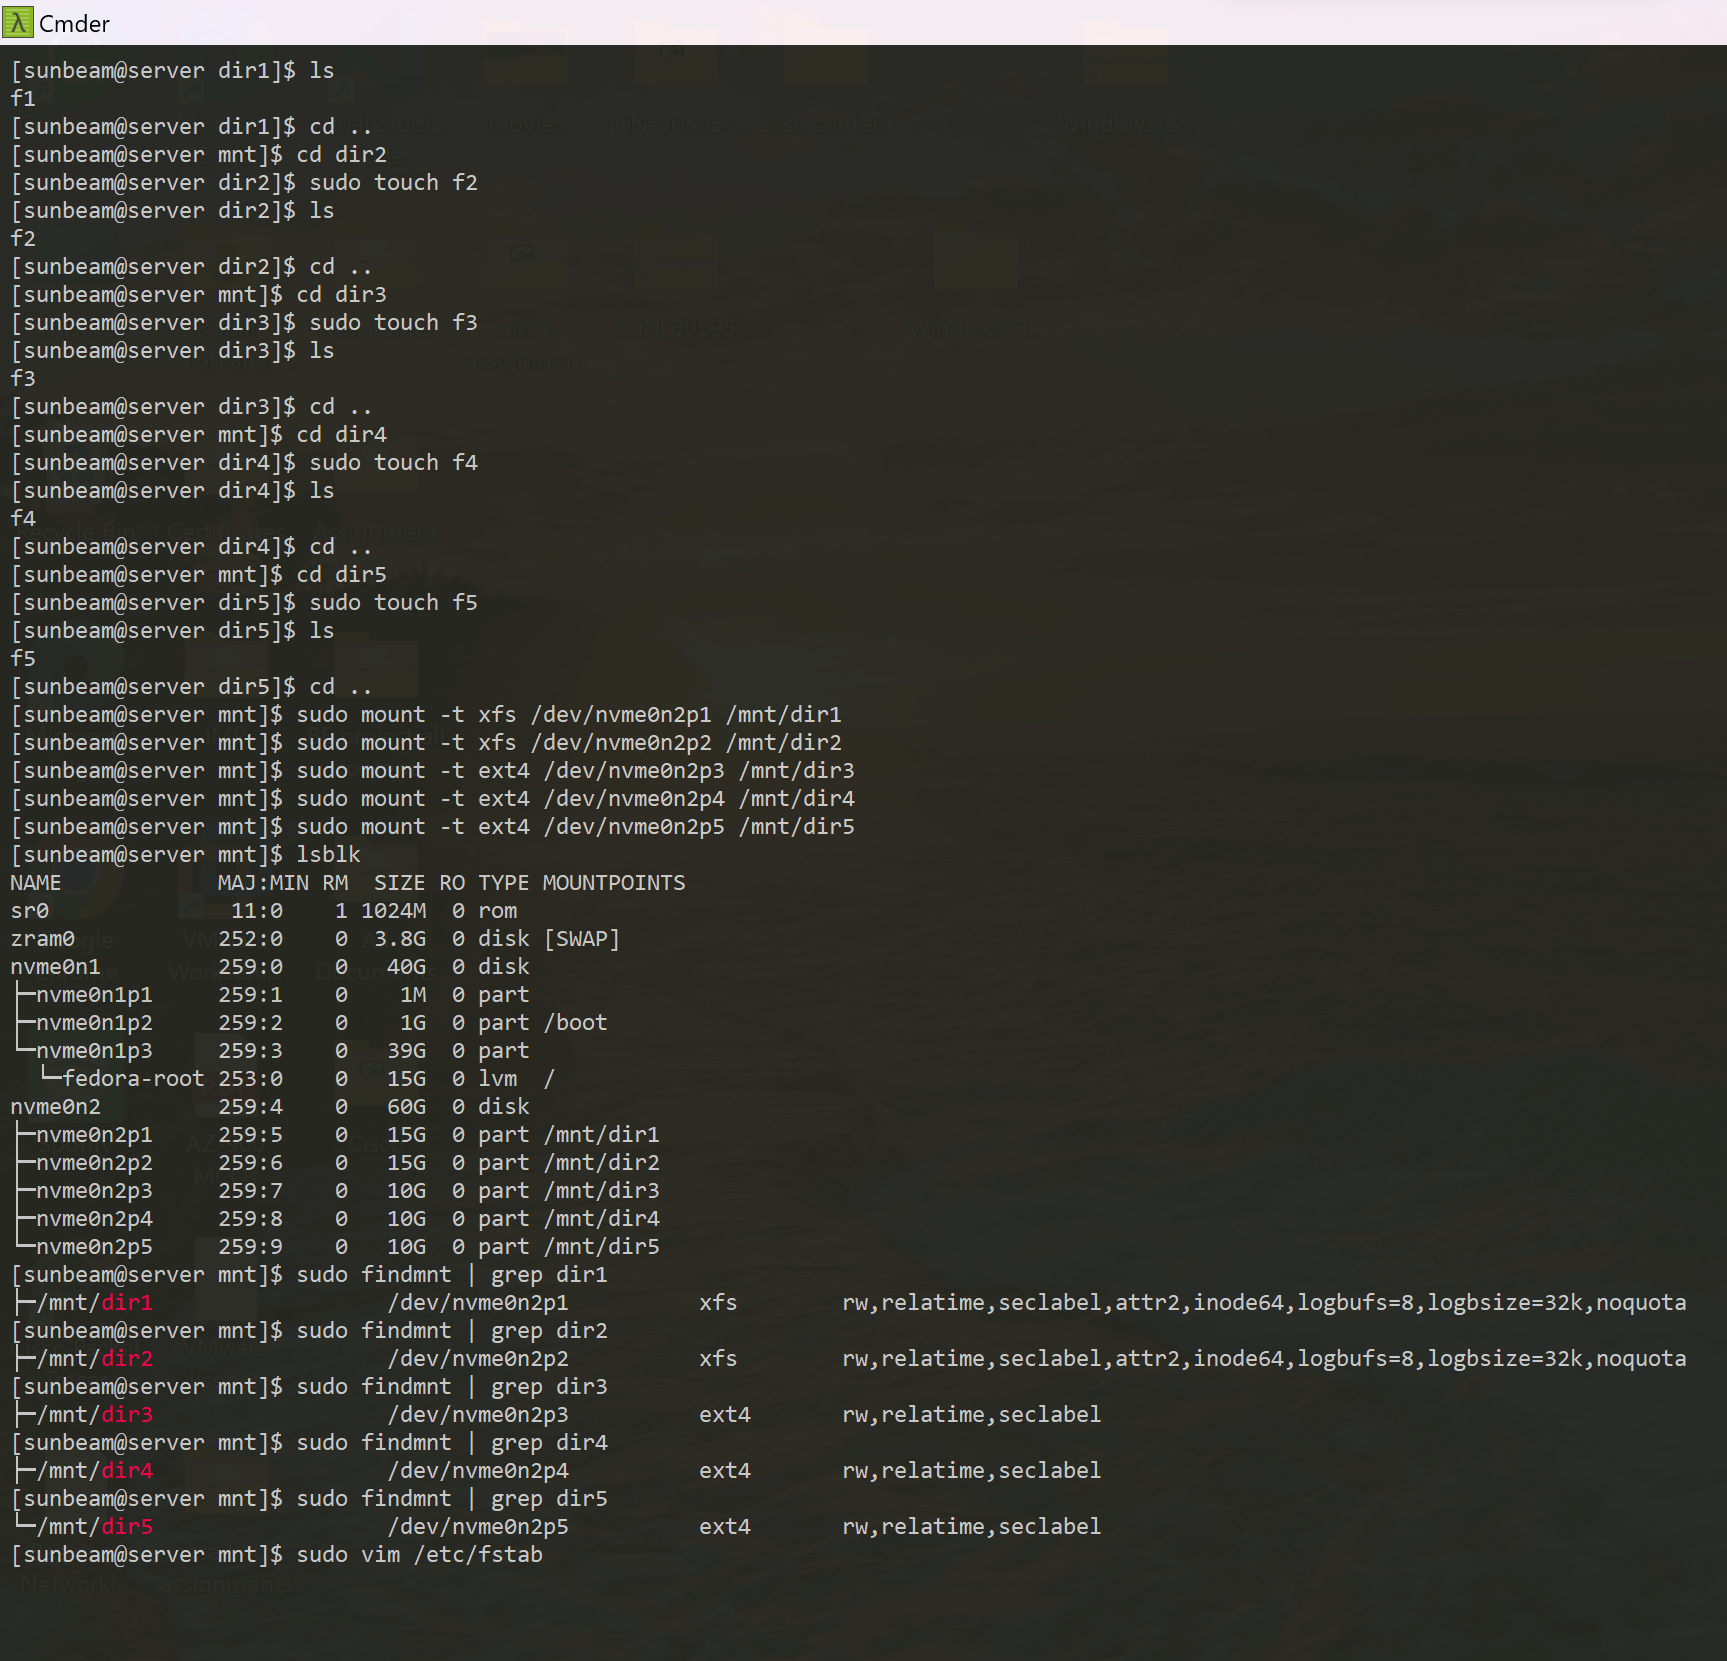 Cmder
[sunbeam@server dir1]$ ls
f1
[sunbeam@server dir1]$ cd ..
[sunbeam@server mnt]$ cd dir2
[sunbeam@server dir2]$ sudo touch f2
[sunbeam@server dir2]$ ls
f2
[sunbeam@server dir2]$ cd ..
[sunbeam@server mnt]$ cd dir3
[sunbeam@server dir3]$ sudo touch f3
[sunbeam@server dir3]$ ls
f3
[sunbeam@server dir3]$ cd ..
[sunbeam@server mnt]$ cd dir4
[sunbeam@server dir4]$ sudo touch f4
[sunbeam@server dir4]$ ls
f4
[sunbeam@server dir4]$ cd ..
[sunbeam@server mnt]$ cd dir5
[sunbeam@server dir5]$ sudo touch f5
[sunbeam@server dir5]$ ls
f5
[sunbeam@server dir5]$ cd ..
[sunbeam@server mnt]$ sudo mount -t xfs /dev/nvme0n2p1 /mnt/dir1
[sunbeam@server mnt]$ sudo mount -t xfs /dev/nvme0n2p2 /mnt/dir2
[sunbeam@server mnt]$ sudo mount -t ext4 /dev/nvme0n2p3 /mnt/dir3
[sunbeam@server mnt]$ sudo mount -t ext4 /dev/nvme0n2p4 /mnt/dir4
[sunbeam@server mnt]$ sudo mount -t ext4 /dev/nvme0n2p5 /mnt/dir5
[sunbeam@server mnt]$ lsblk
NAME            MAJ:MIN RM  SIZE RO TYPE MOUNTPOINTS
sr0              11:0    1 1024M  0 rom
zram0           252:0    0  3.8G  0 disk [SWAP]
nvme0n1         259:0    0   40G  0 disk
├─nvme0n1p1     259:1    0    1M  0 part
├─nvme0n1p2     259:2    0    1G  0 part /boot
└─nvme0n1p3     259:3    0   39G  0 part
  └─fedora-root 253:0    0   15G  0 lvm  /
nvme0n2         259:4    0   60G  0 disk
├─nvme0n2p1     259:5    0   15G  0 part /mnt/dir1
├─nvme0n2p2     259:6    0   15G  0 part /mnt/dir2
├─nvme0n2p3     259:7    0   10G  0 part /mnt/dir3
├─nvme0n2p4     259:8    0   10G  0 part /mnt/dir4
└─nvme0n2p5     259:9    0   10G  0 part /mnt/dir5
[sunbeam@server mnt]$ sudo findmnt | grep dir1
├─/mnt/dir1                  /dev/nvme0n2p1          xfs        rw,relatime,seclabel,attr2,inode64,logbufs=8,logbsize=32k,noquota
[sunbeam@server mnt]$ sudo findmnt | grep dir2
├─/mnt/dir2                  /dev/nvme0n2p2          xfs        rw,relatime,seclabel,attr2,inode64,logbufs=8,logbsize=32k,noquota
[sunbeam@server mnt]$ sudo findmnt | grep dir3
├─/mnt/dir3                  /dev/nvme0n2p3          ext4       rw,relatime,seclabel
[sunbeam@server mnt]$ sudo findmnt | grep dir4
├─/mnt/dir4                  /dev/nvme0n2p4          ext4       rw,relatime,seclabel
[sunbeam@server mnt]$ sudo findmnt | grep dir5
└─/mnt/dir5                  /dev/nvme0n2p5          ext4       rw,relatime,seclabel
[sunbeam@server mnt]$ sudo vim /etc/fstab